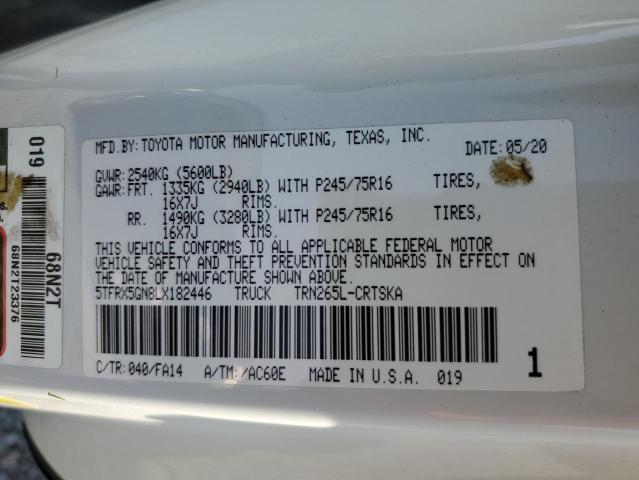 MFD.BY:TOYOTA MOTOR MANUFACTURING, TEXAS, INC. DATE:05/20
GVWR:2540KG (5600LB)
GAWR:FRT. 1335KG (2940LB) WITH P245/75R16 TIRES,
16X7J RIMS.
RR. 1490KG (3280LB) WITH P245/75R16 TIRES,
16X7J RIMS.
THIS VEHICLE CONFORMS TO ALL APPLICABLE FEDERAL MOTOR
VEHICLE SAFETY AND THEFT PREVENTION STANDARDS IN EFFECT ON
THE DATE OF MANUFACTURE SHOWN ABOVE.
5TFRX5GN8LX182446 TRUCK TRN265L-CRTSKA
C/TR:040/FA14 A/TM:-/AC60E MADE IN U.S.A. 019 1
019
68N2T
68N2T23376